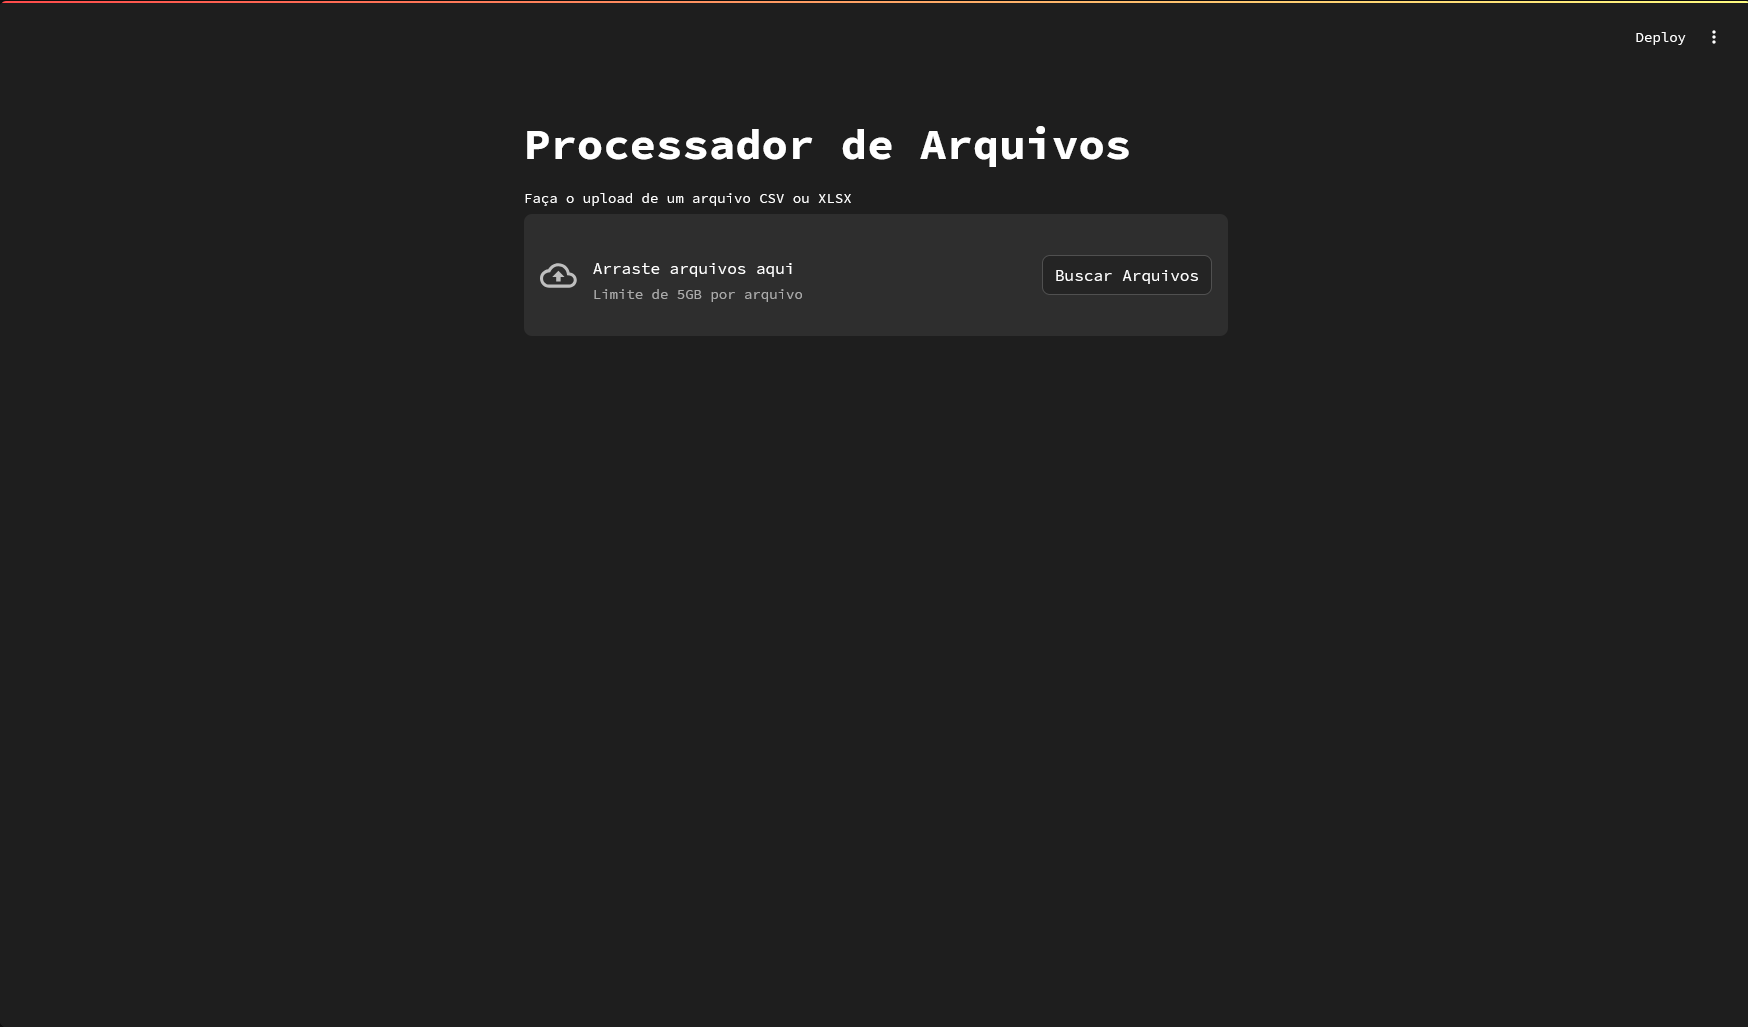 Deploy
Processador de Arquivos
Faça o upload de um arquivo CSV ou XLSX
Arraste arquivos aqui
Limite de 5GB por arquivo
Buscar Arquivos